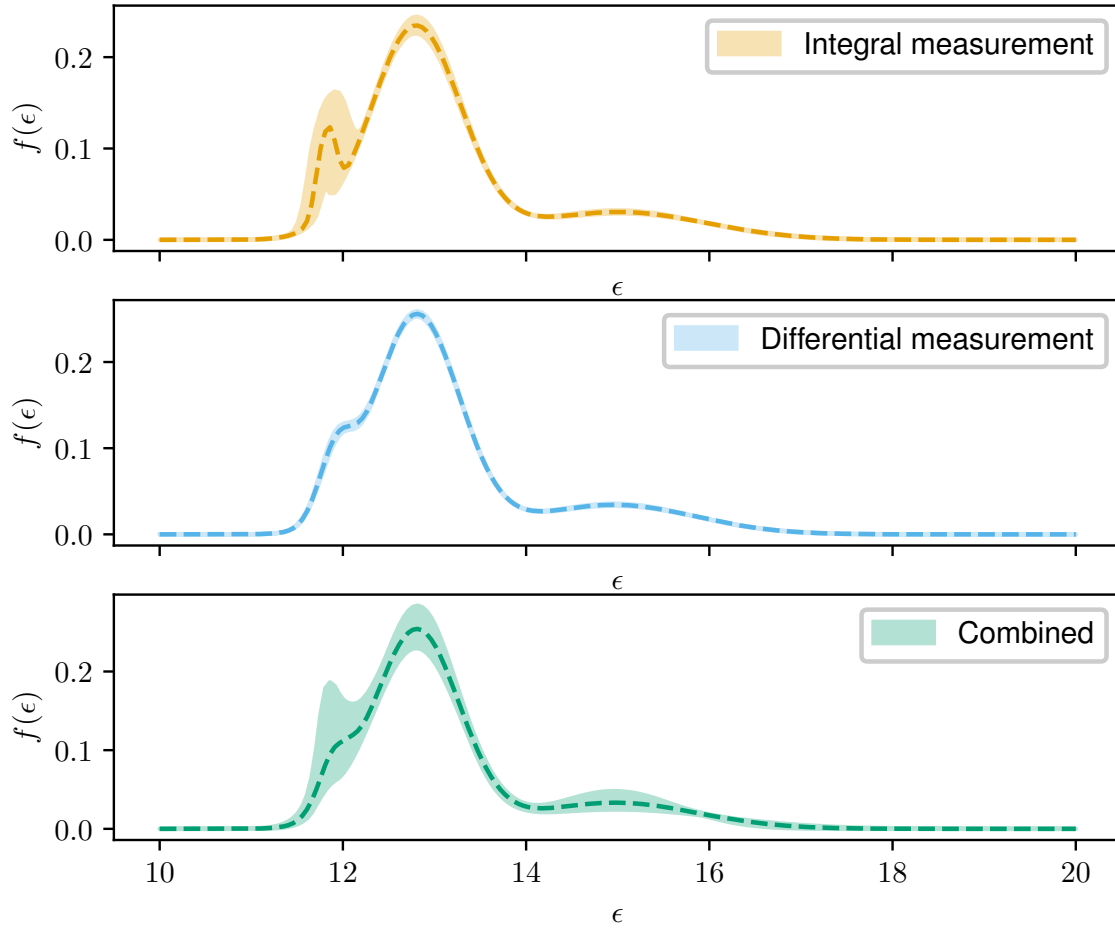 0.2
0.1
0.0
f(ϵ)
Integral measurement
ϵ
0.2
0.1
0.0
f(ϵ)
Differential measurement
ϵ
0.2
0.1
0.0
f(ϵ)
Combined
10 12 14 16 18 20
ϵ